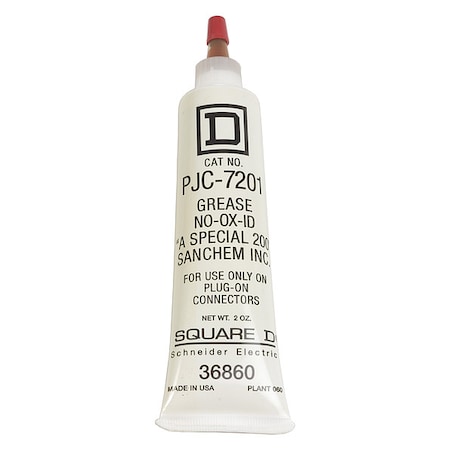 D
CAT NO.
PJC-7201
GREASE
NO-OX-ID
"A SPECIAL 200
SANCHEM INC.
FOR USE ONLY ON
PLUG-ON
CONNECTORS
NET WT. 2 OZ.
SQUARE D
Schneider Electric
36860
MADE IN USA PLANT 060